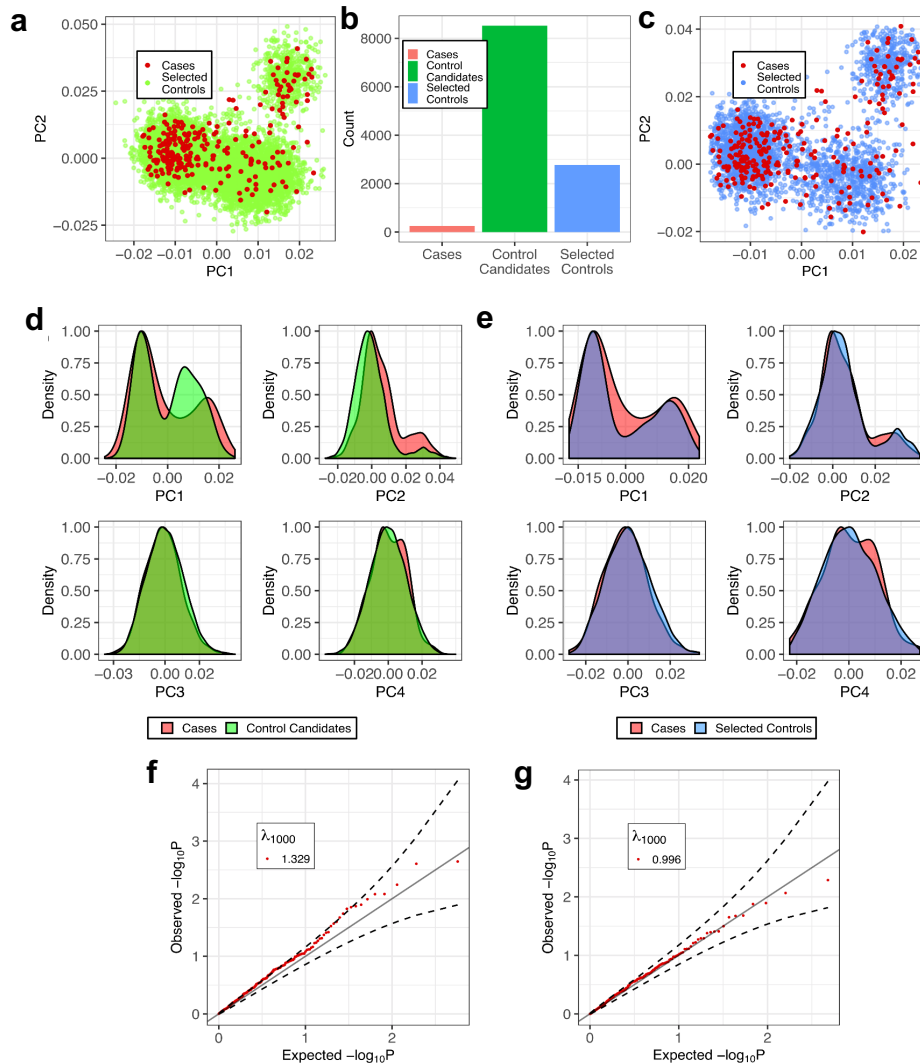 a
PC2
0.050
0.025
0.000
−0.025
Cases
Selected
Controls
−0.02
−0.01
0.00
0.01
0.02
PC1
b
Count
8000
6000
4000
2000
0
Cases
Control
Candidates
Selected
Controls
Cases
Control
Candidates
Selected
Controls
c
PC2
0.04
0.02
0.00
−0.02
Cases
Selected
Controls
−0.01
0.00
0.01
0.02
PC1
d
Density
1.00
0.75
0.50
0.25
0.00
−0.02
0.00
0.02
PC1
Density
1.00
0.75
0.50
0.25
0.00
−0.020.00
0.02
0.04
PC2
Density
1.00
0.75
0.50
0.25
0.00
−0.03
0.00
0.02
PC3
Density
1.00
0.75
0.50
0.25
0.00
−0.020.00
0.02
PC4
Cases
Control Candidates
e
Density
1.00
0.75
0.50
0.25
0.00
−0.015
0.000
0.020
PC1
Density
1.00
0.75
0.50
0.25
0.00
−0.02
0.00
0.02
PC2
Density
1.00
0.75
0.50
0.25
0.00
−0.02
0.00
0.02
PC3
Density
1.00
0.75
0.50
0.25
0.00
−0.02
0.00
0.02
PC4
Cases
Selected Controls
f
Observed −log₁₀P
4
3
2
1
0
λ̂₁₀₀₀
1.329
0
1
2
Expected −log₁₀P
g
Observed −log₁₀P
4
3
2
1
0
λ̂₁₀₀₀
0.996
0
1
2
Expected −log₁₀P